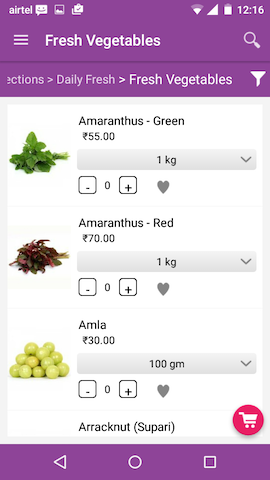 airtel 12:16
Fresh Vegetables
ections > Daily Fresh > Fresh Vegetables
Amaranthus - Green
₹55.00
1 kg
- 0 +
Amaranthus - Red
₹70.00
1 kg
- 0 +
Amla
₹30.00
100 gm
- 0 +
Arracknut (Supari)